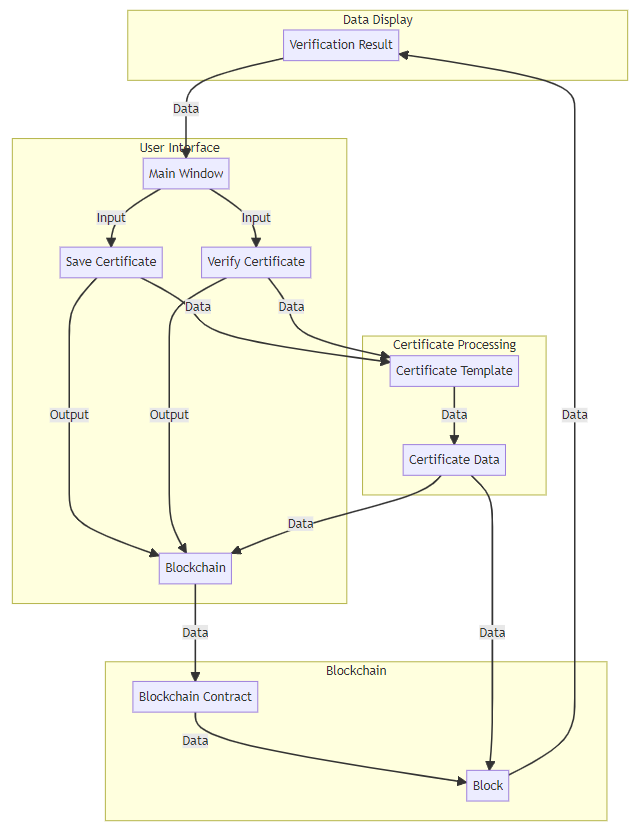 Data Display
Verification Result
Data
User Interface
Main Window
Input
Input
Save Certificate
Verify Certificate
Data
Data
Certificate Processing
Certificate Template
Output
Output
Data
Data
Certificate Data
Data
Blockchain
Data
Data
Blockchain
Blockchain Contract
Data
Block